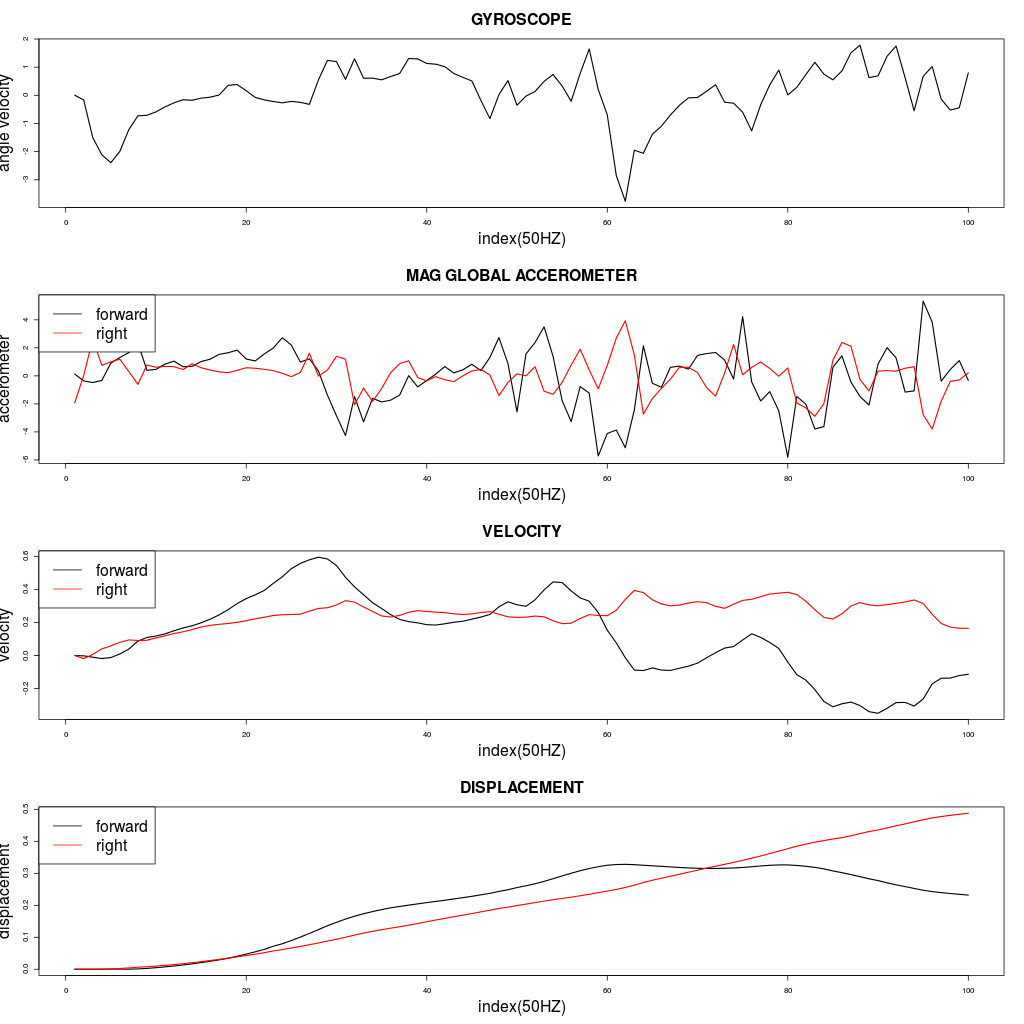 GYROSCOPE
angle velocity
2
1
0
-1
-2
-3
0 20 40 60 80 100
index(50HZ)
MAG GLOBAL ACCEROMETER
accerometer
4
2
0
-2
-4
-6
forward
right
0 20 40 60 80 100
index(50HZ)
VELOCITY
velocity
0.6
0.4
0.2
0.0
-0.2
forward
right
0 20 40 60 80 100
index(50HZ)
DISPLACEMENT
displacement
0.5
0.4
0.3
0.2
0.1
0.0
forward
right
0 20 40 60 80 100
index(50HZ)